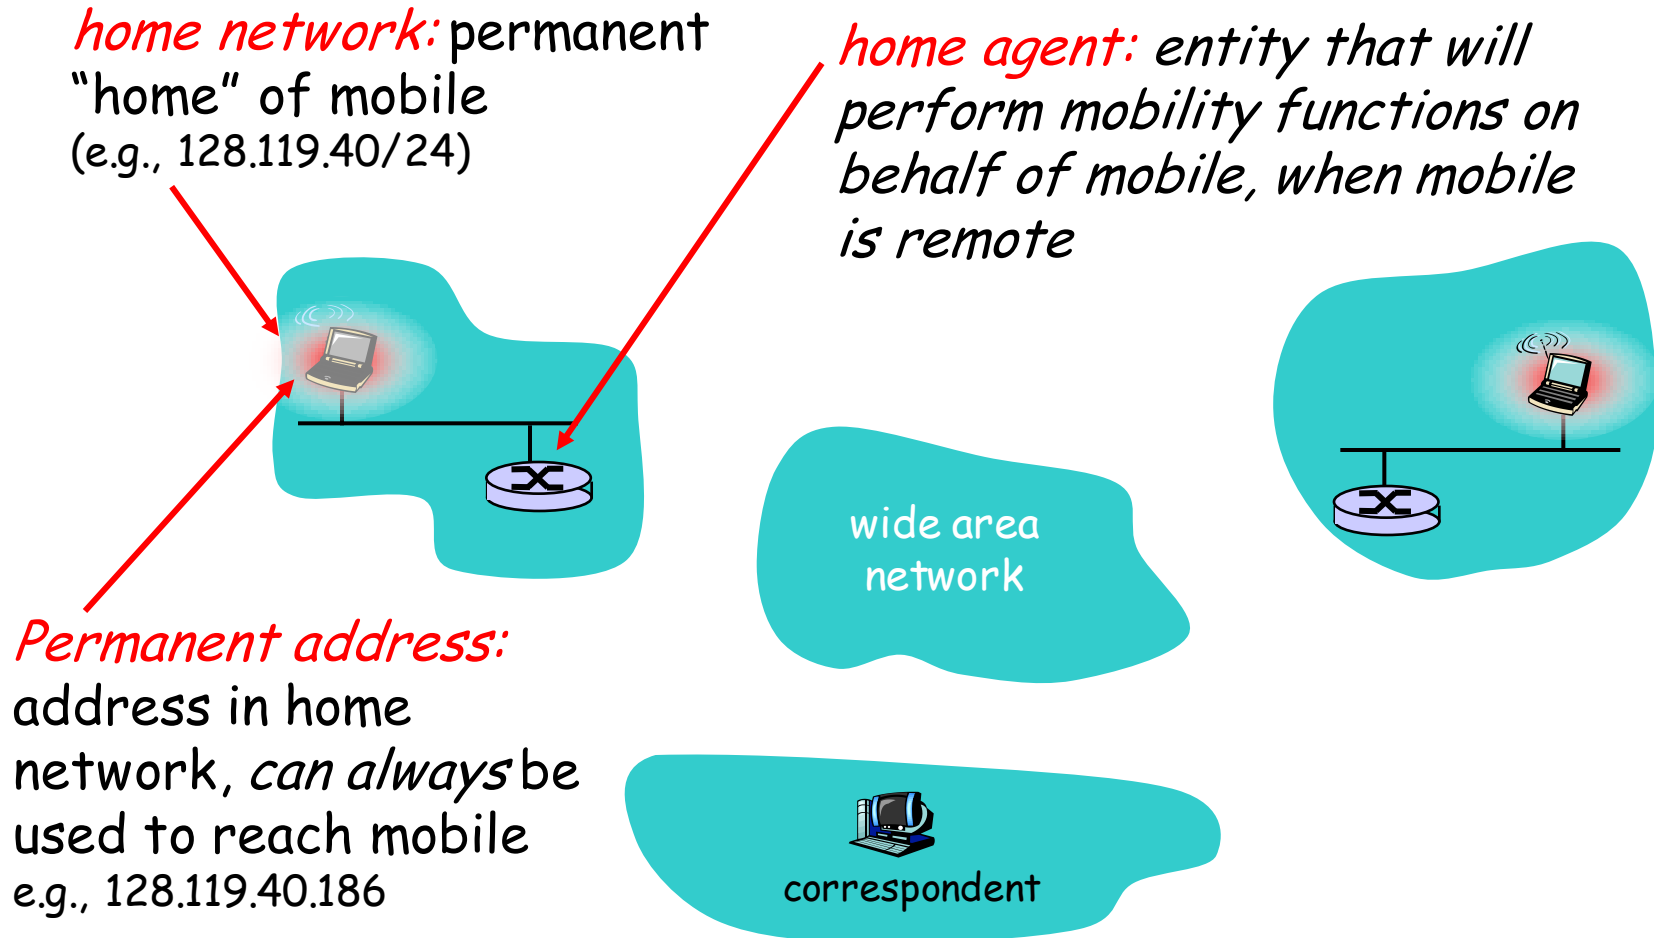 home network: permanent
“home” of mobile
(e.g., 128.119.40/24)
home agent: entity that will
perform mobility functions on
behalf of mobile, when mobile
is remote
wide area
network
Permanent address:
address in home
network, can always be
used to reach mobile
e.g., 128.119.40.186
correspondent